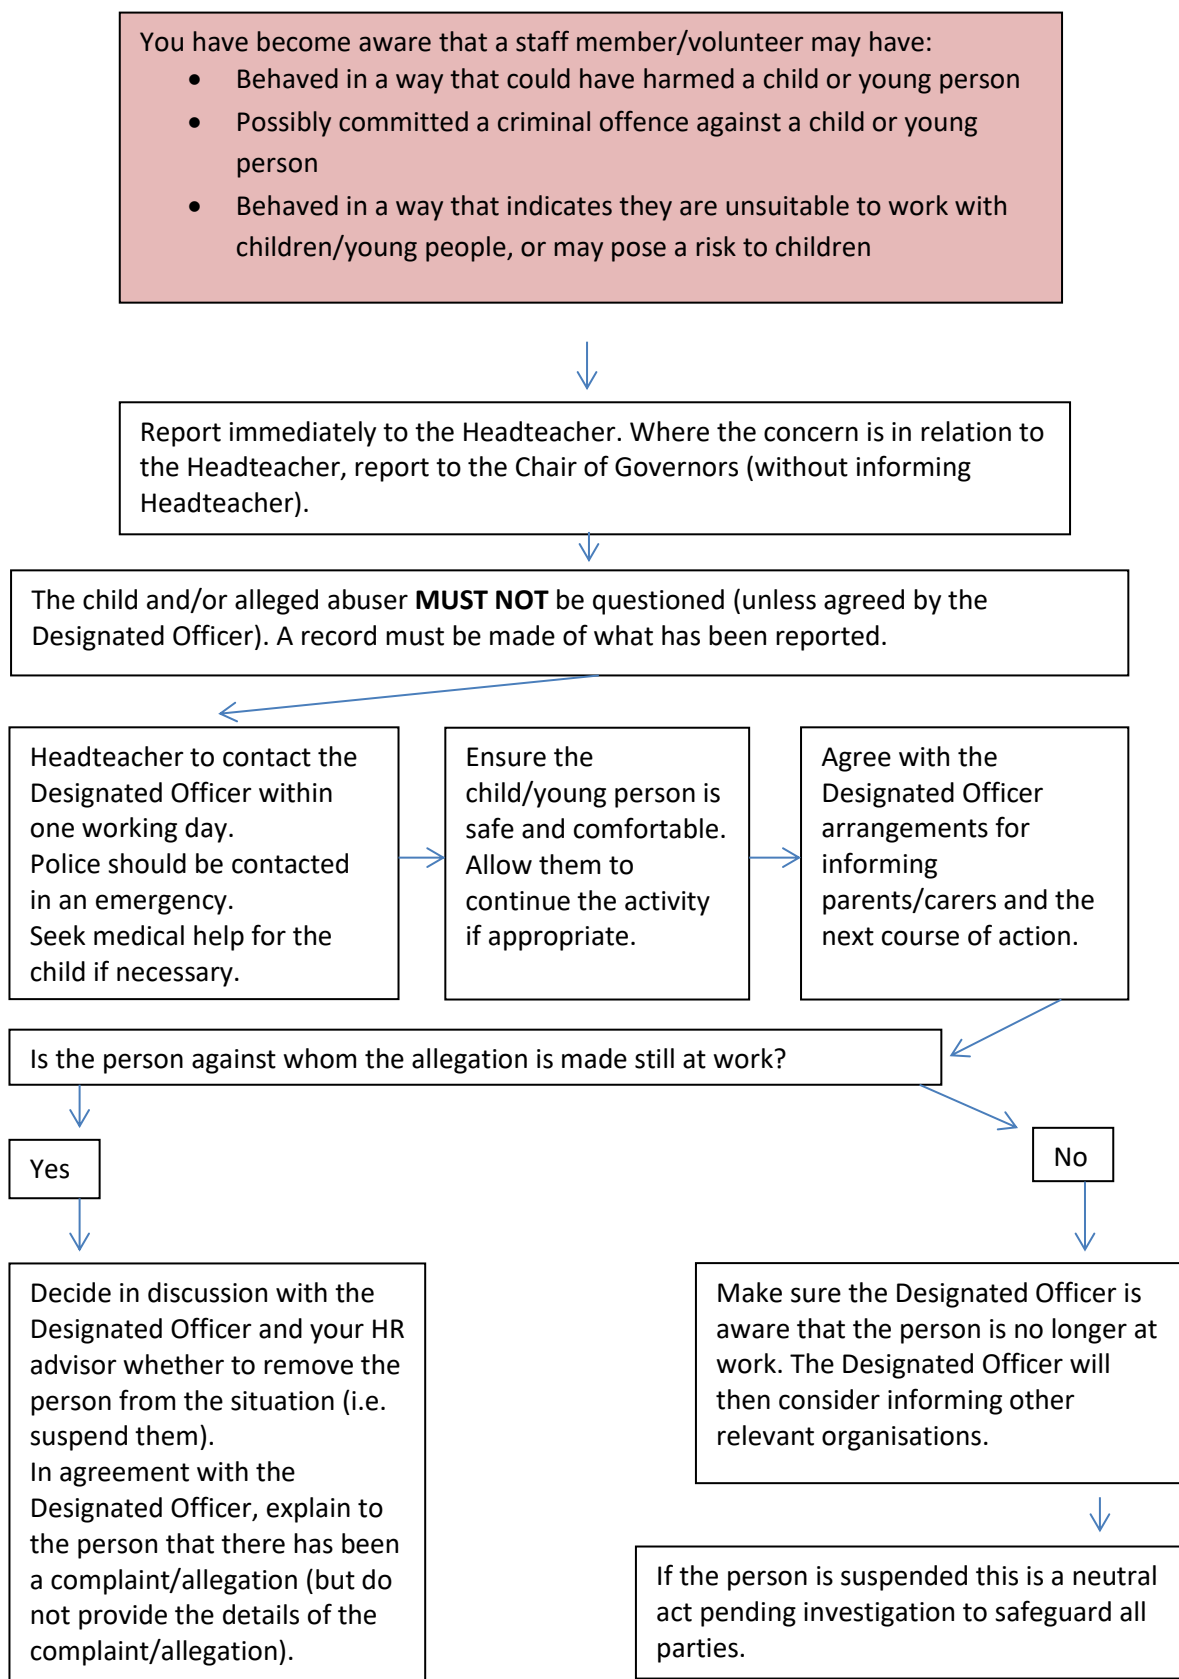 You have become aware that a staff member/volunteer may have:
• Behaved in a way that could have harmed a child or young person
• Possibly committed a criminal offence against a child or young
person
• Behaved in a way that indicates they are unsuitable to work with
children/young people, or may pose a risk to children
Report immediately to the Headteacher. Where the concern is in relation to
the Headteacher, report to the Chair of Governors (without informing
Headteacher).
The child and/or alleged abuser MUST NOT be questioned (unless agreed by the
Designated Officer). A record must be made of what has been reported.
Headteacher to contact the
Designated Officer within
one working day.
Police should be contacted
in an emergency.
Seek medical help for the
child if necessary.
Ensure the
child/young person is
safe and comfortable.
Allow them to
continue the activity
if appropriate.
Agree with the
Designated Officer
arrangements for
informing
parents/carers and the
next course of action.
Is the person against whom the allegation is made still at work?
Yes
No
Decide in discussion with the
Designated Officer and your HR
advisor whether to remove the
person from the situation (i.e.
suspend them).
In agreement with the
Designated Officer, explain to
the person that there has been
a complaint/allegation (but do
not provide the details of the
complaint/allegation).
Make sure the Designated Officer is
aware that the person is no longer at
work. The Designated Officer will
then consider informing other
relevant organisations.
If the person is suspended this is a neutral
act pending investigation to safeguard all
parties.